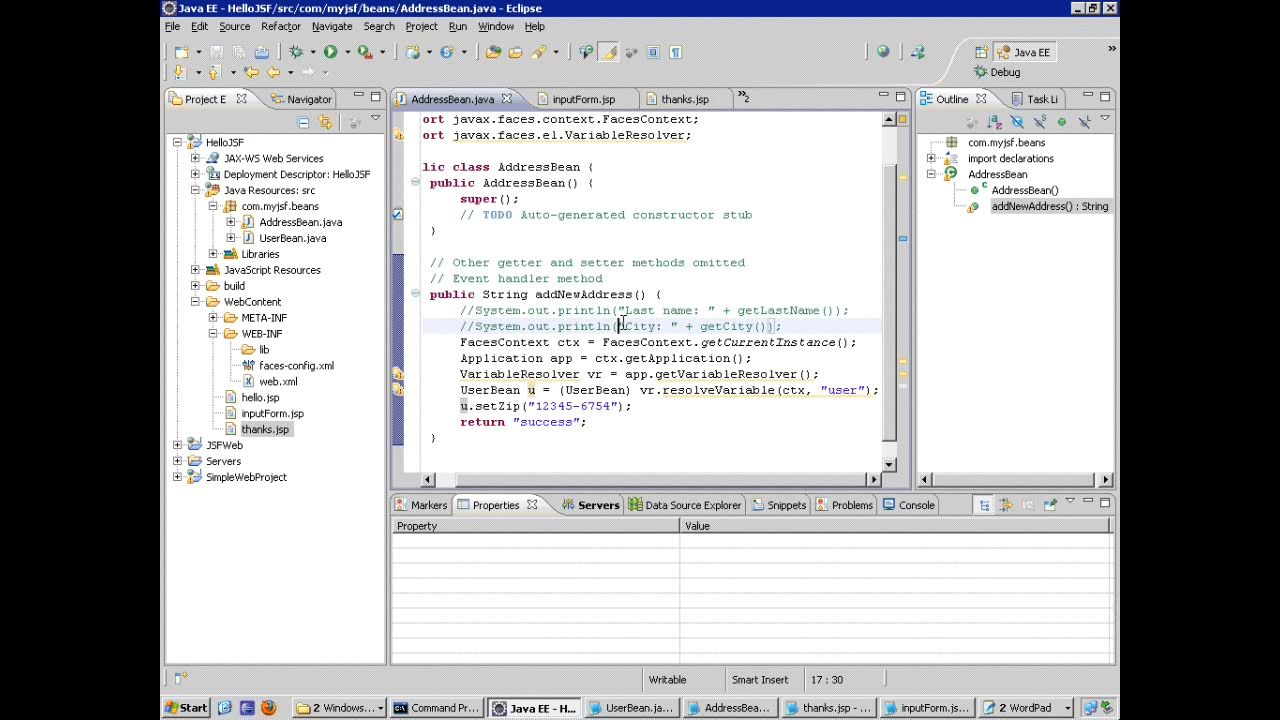 Java EE - HelloJSF/src/com/myjsf/beans/AddressBean.java - Eclipse
File Edit Source Refactor Navigate Search Project Run Window Help
Java EE
Debug
Project E
Navigator
HelloJSF
JAX-WS Web Services
Deployment Descriptor: HelloJSF
Java Resources: src
com.myjsf.beans
AddressBean.java
UserBean.java
Libraries
JavaScript Resources
build
WebContent
META-INF
WEB-INF
lib
faces-config.xml
web.xml
hello.jsp
inputForm.jsp
thanks.jsp
JSFWeb
Servers
SimpleWebProject
AddressBean.java inputForm.jsp thanks.jsp »2
ort javax.faces.context.FacesContext;
ort javax.faces.el.VariableResolver;
lic class AddressBean {
public AddressBean() {
super();
// TODO Auto-generated constructor stub
}
// Other getter and setter methods omitted
// Event handler method
public String addNewAddress() {
//System.out.println("Last name: " + getLastName());
//System.out.println("City: " + getCity());
FacesContext ctx = FacesContext.getCurrentInstance();
Application app = ctx.getApplication();
VariableResolver vr = app.getVariableResolver();
UserBean u = (UserBean) vr.resolveVariable(ctx, "user");
u.setZip("12345-6754");
return "success";
}
Outline Task Li
com.myjsf.beans
import declarations
AddressBean
AddressBean()
addNewAddress() : String
Markers Properties Servers Data Source Explorer Snippets Problems Console
Property Value
Writable Smart Insert 17 : 30
Start 2 Windows... Command Pr... Java EE - H... UserBean.ja... AddressBea... thanks.jsp - ... inputForm.js... 2 WordPad